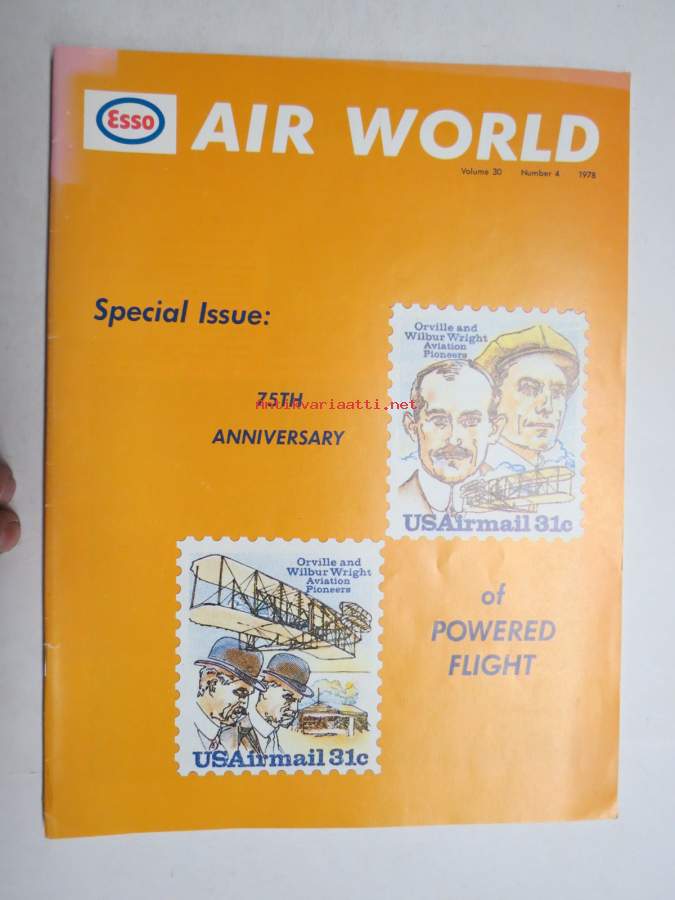 Esso
AIR WORLD
Volume 30 Number 4 1978
Special Issue:
75TH
antikvariaatti.net
ANNIVERSARY
Orville and
Wilbur Wright
Aviation
Pioneers
USAirmail 31c
Orville and
Wilbur Wright
Aviation
Pioneers
USAirmail 31c
of
POWERED
FLIGHT